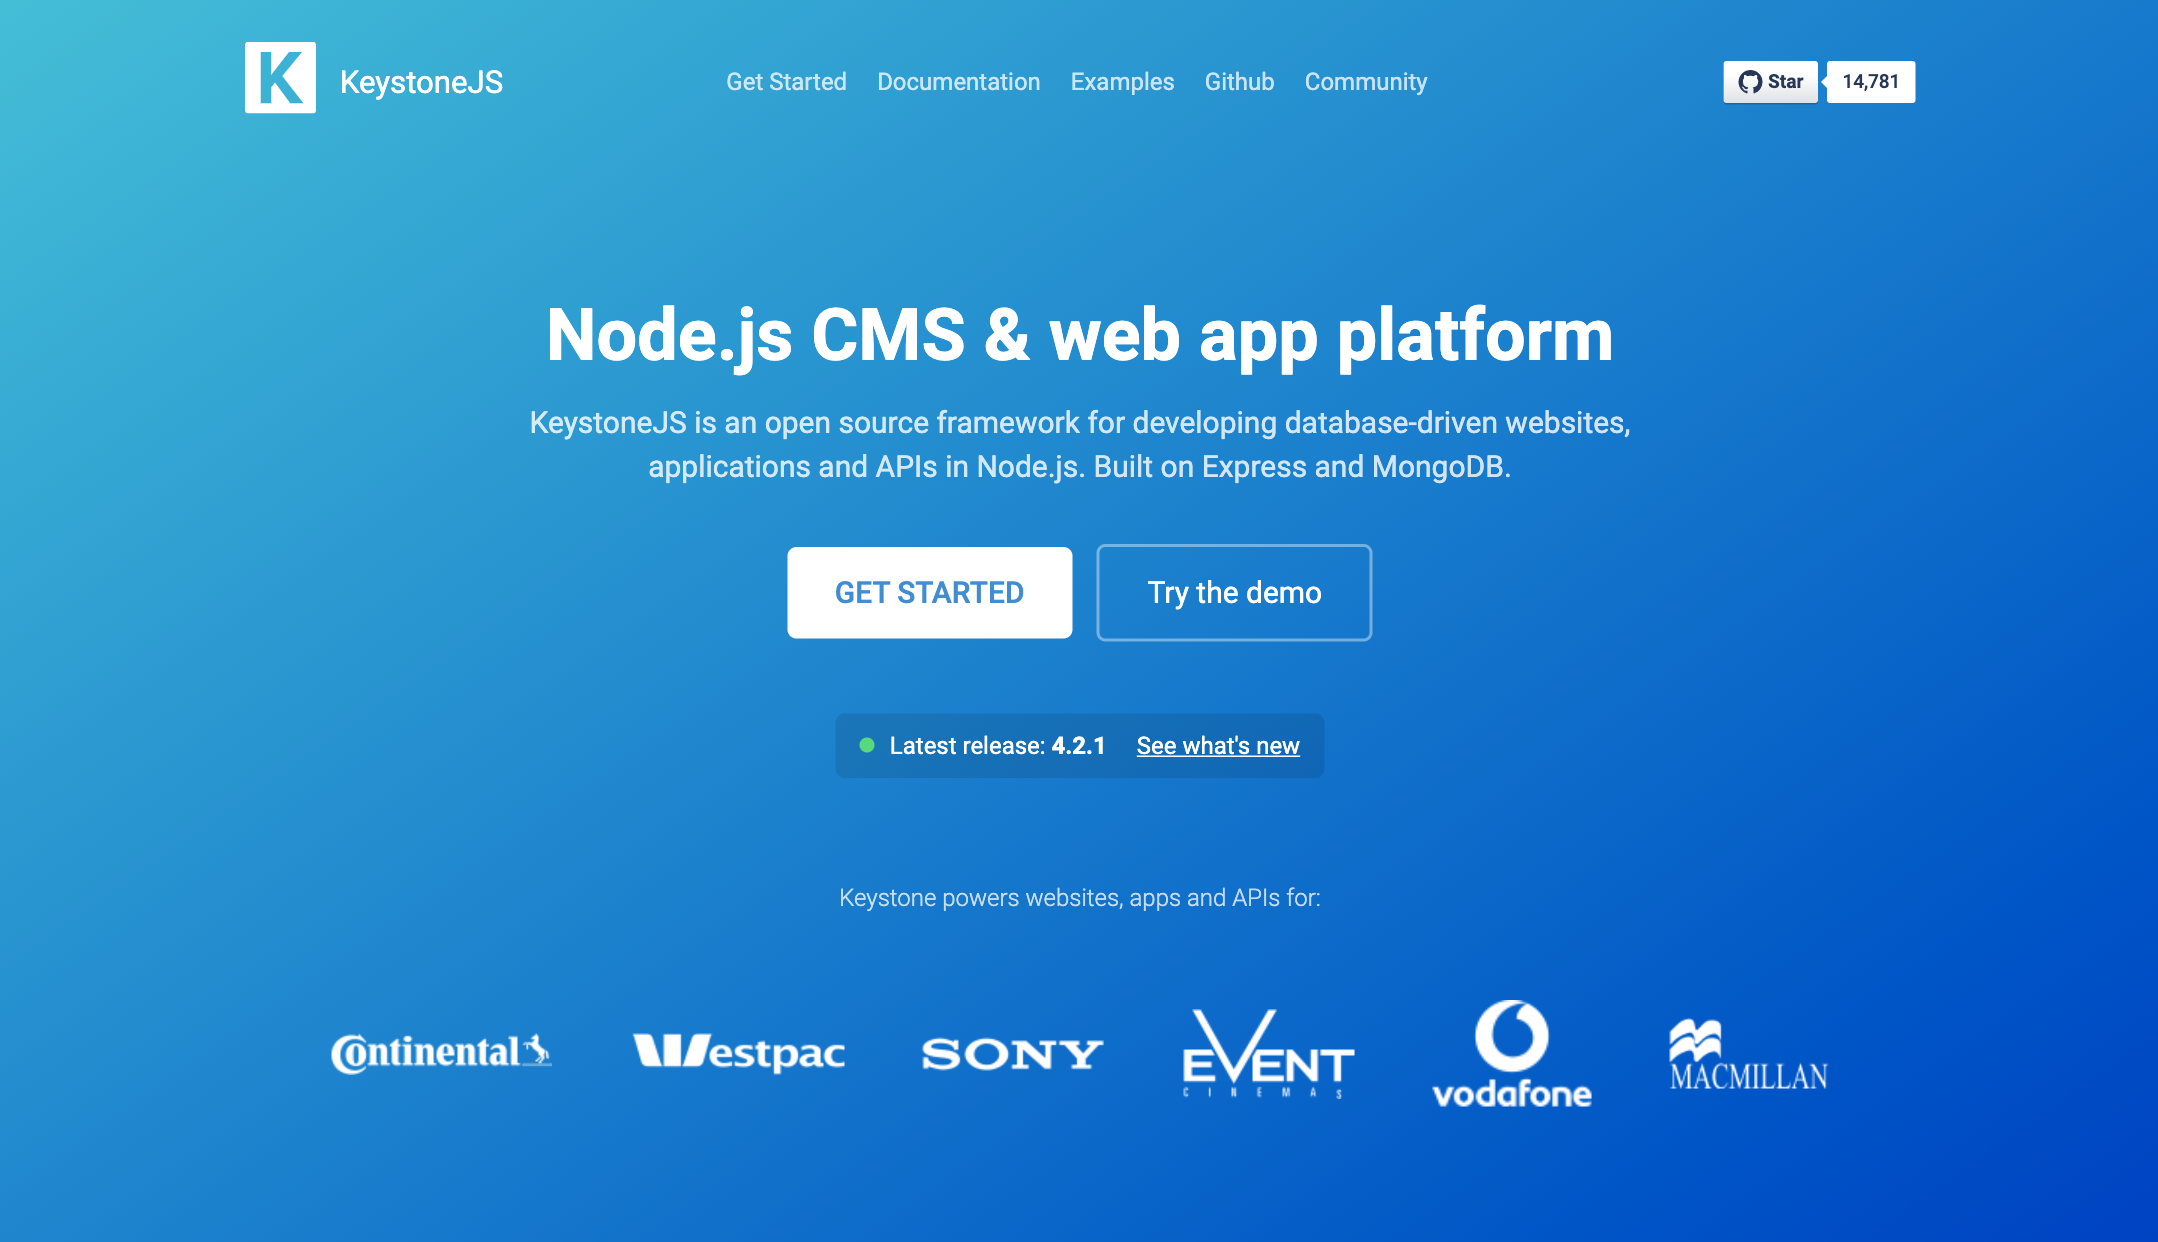 K KeystoneJS Get Started Documentation Examples Github Community Star 14,781
Node.js CMS & web app platform
KeystoneJS is an open source framework for developing database-driven websites,
applications and APIs in Node.js. Built on Express and MongoDB.
GET STARTED Try the demo
Latest release: 4.2.1 See what's new
Keystone powers websites, apps and APIs for:
Continental Westpac SONY EVENT CINEMAS vodafone MACMILLAN